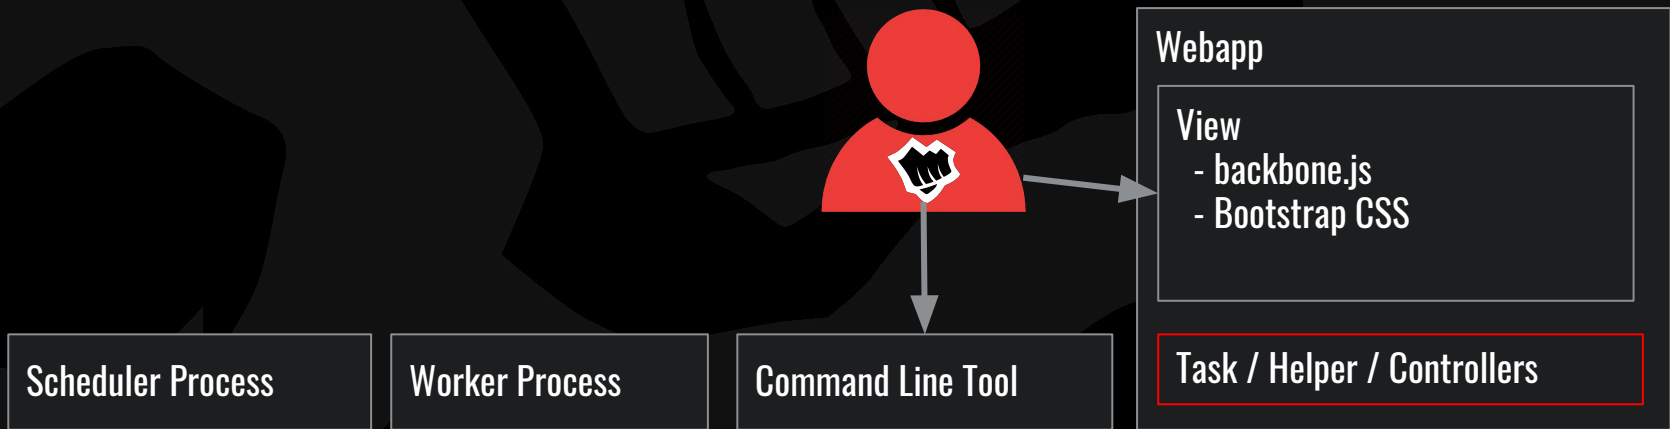 Webapp
View
- backbone.js
- Bootstrap CSS
Scheduler Process
Worker Process
Command Line Tool
Task / Helper / Controllers